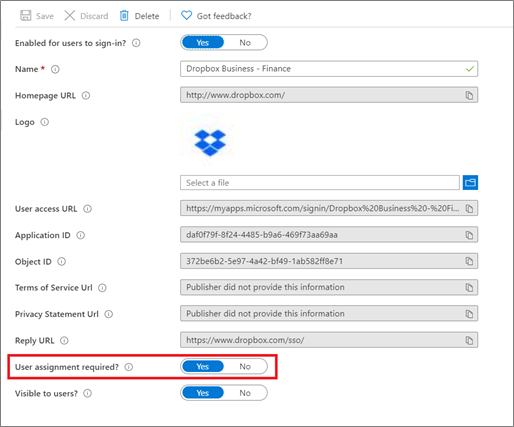 Save Discard Delete Got feedback?
Enabled for users to sign-in? Yes No
Name * Dropbox Business - Finance
Homepage URL http://www.dropbox.com/
Logo
Select a file
User access URL https://myapps.microsoft.com/signin/Dropbox%20Business%20-%20Fi...
Application ID daf0f79f-8f24-4485-b9a6-469f73aa69aa
Object ID 372be6b2-5e97-4a42-bf49-1ab582ff8e71
Terms of Service Url Publisher did not provide this information
Privacy Statement Url Publisher did not provide this information
Reply URL https://www.dropbox.com/sso/
User assignment required? Yes No
Visible to users? Yes No